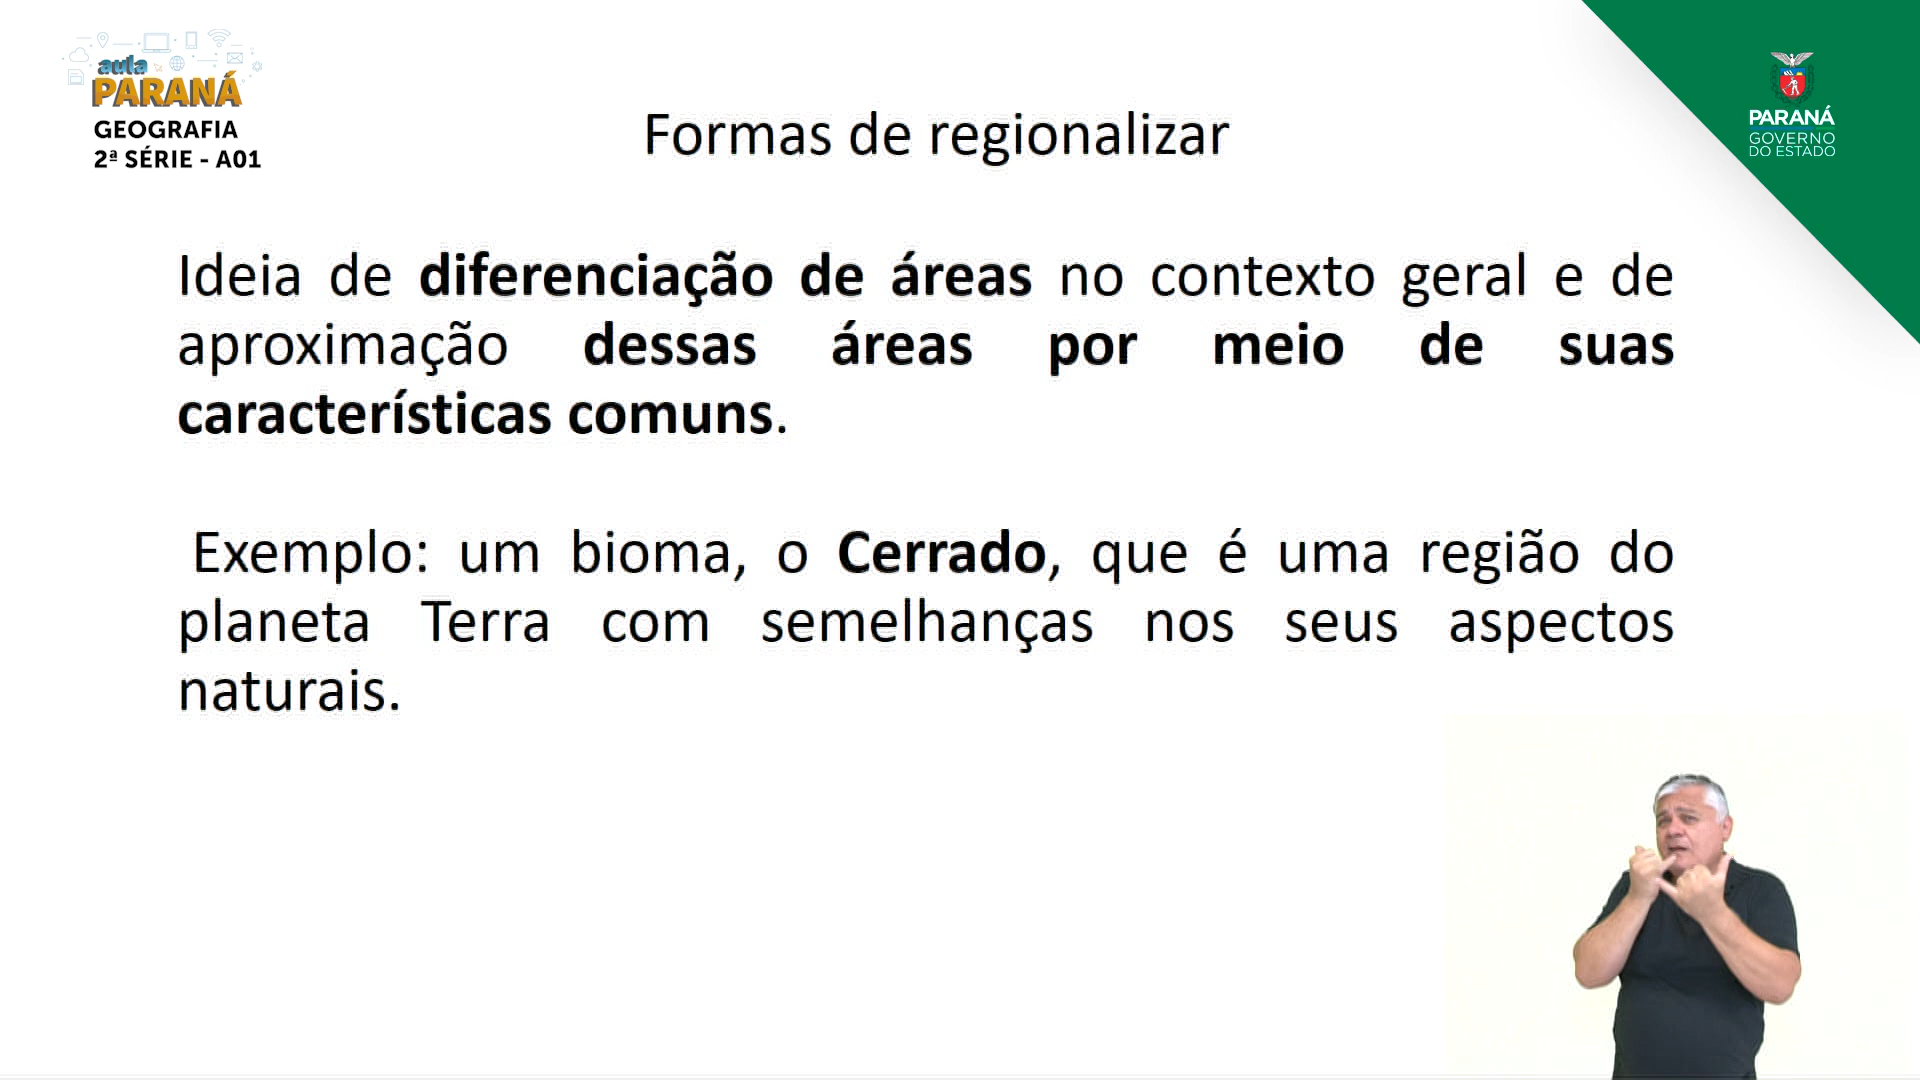 aula
PARANÁ
GEOGRAFIA
2ª SÉRIE - A01
PARANÁ
GOVERNO
DO ESTADO
Formas de regionalizar
Ideia de diferenciação de áreas no contexto geral e de
aproximação dessas áreas por meio de suas
características comuns.
Exemplo: um bioma, o Cerrado, que é uma região do
planeta Terra com semelhanças nos seus aspectos
naturais.